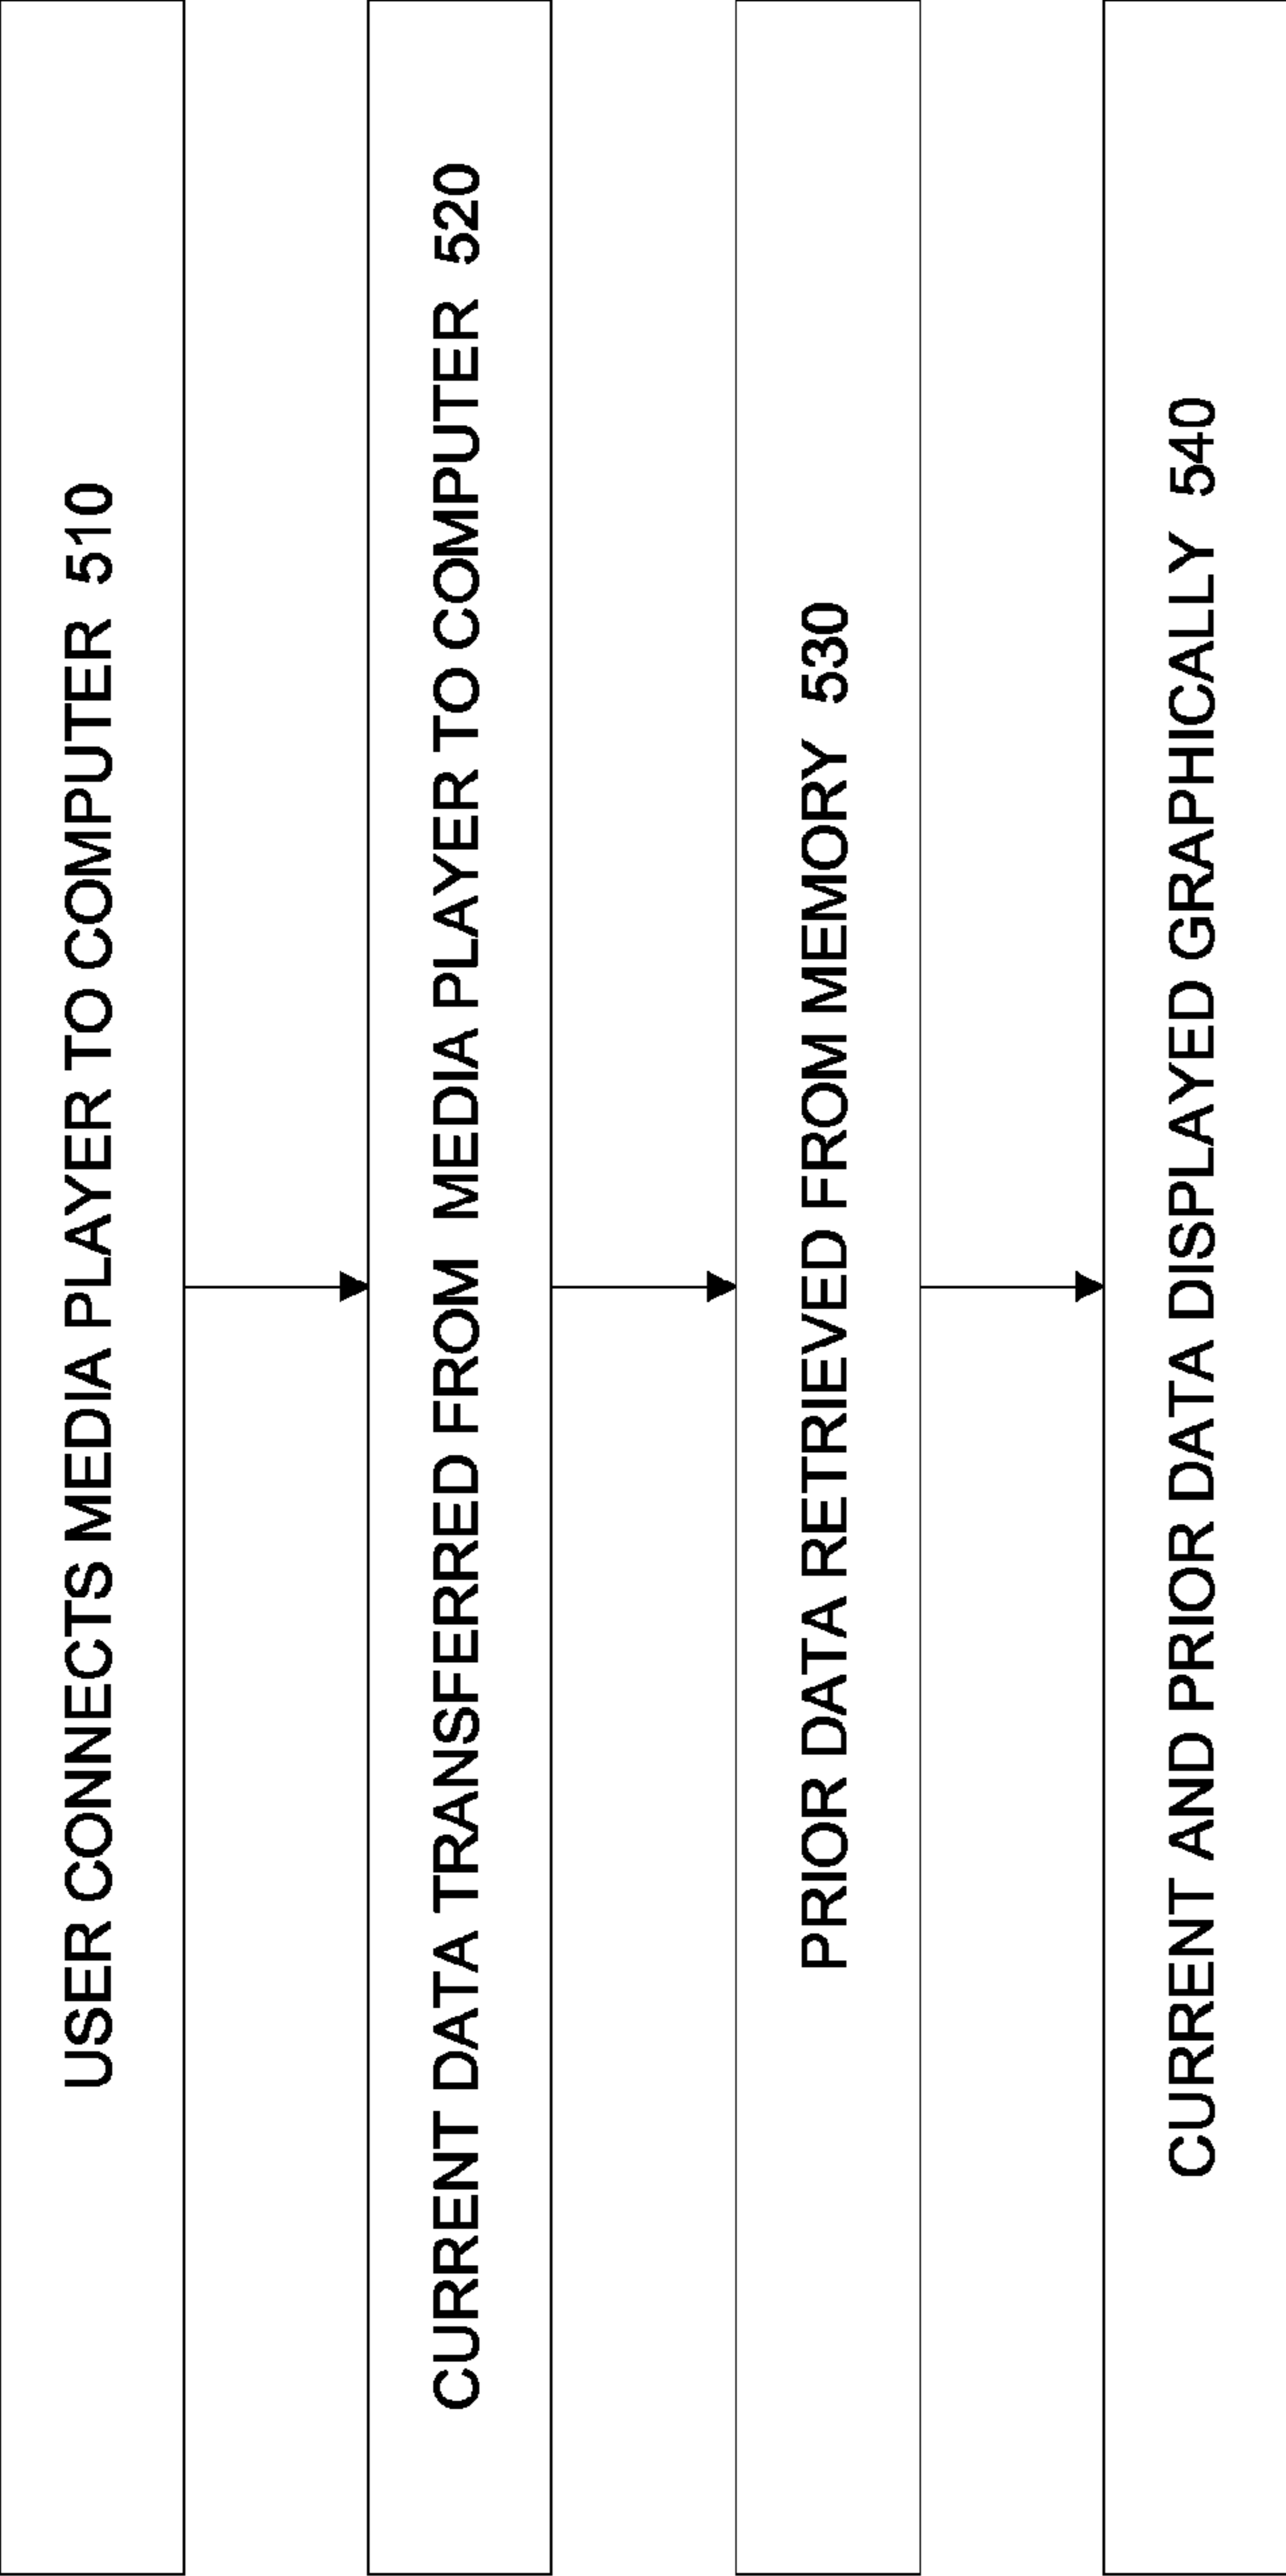 USER CONNECTS MEDIA PLAYER TO COMPUTER 510
CURRENT DATA TRANSFERRED FROM MEDIA PLAYER TO COMPUTER 520
PRIOR DATA RETRIEVED FROM MEMORY 530
CURRENT AND PRIOR DATA DISPLAYED GRAPHICALLY 540